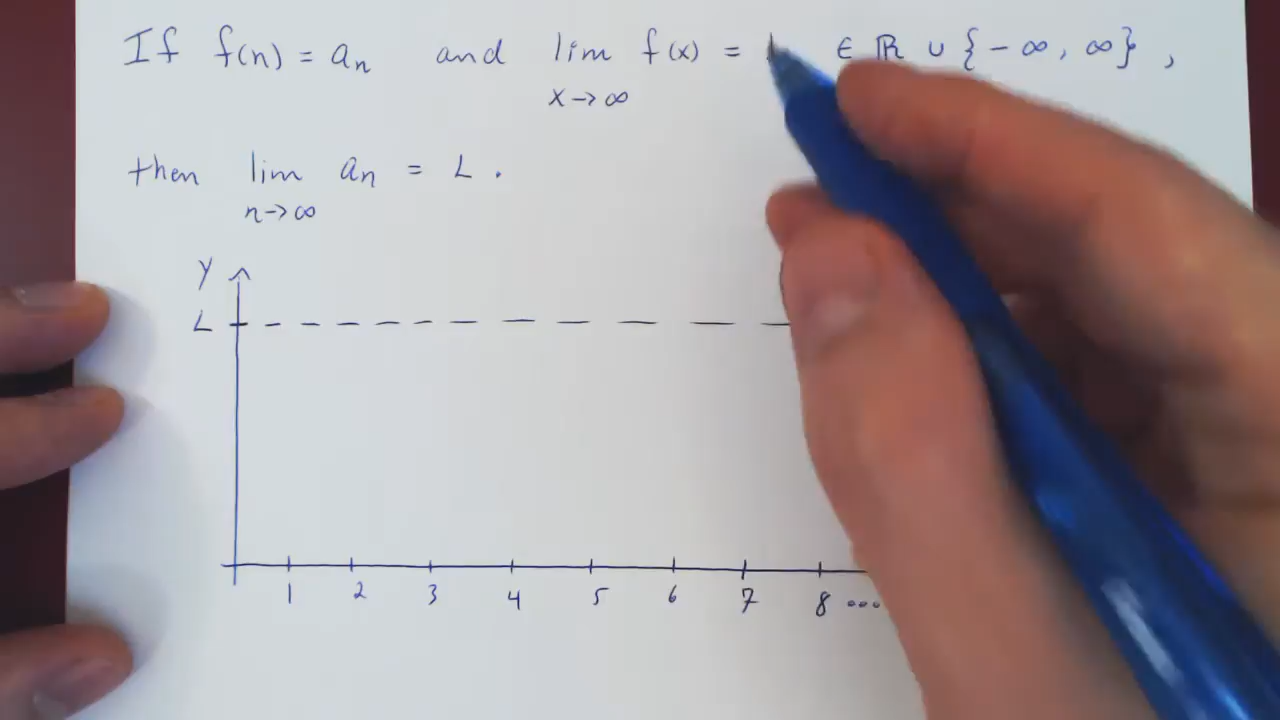 If f(n) = aₙ and lim f(x) = ∈ ℝ ∪ {-∞, ∞},
x→∞
then lim aₙ = L.
n→∞
Y
L
1 2 3 4 5 6 7 8 ...